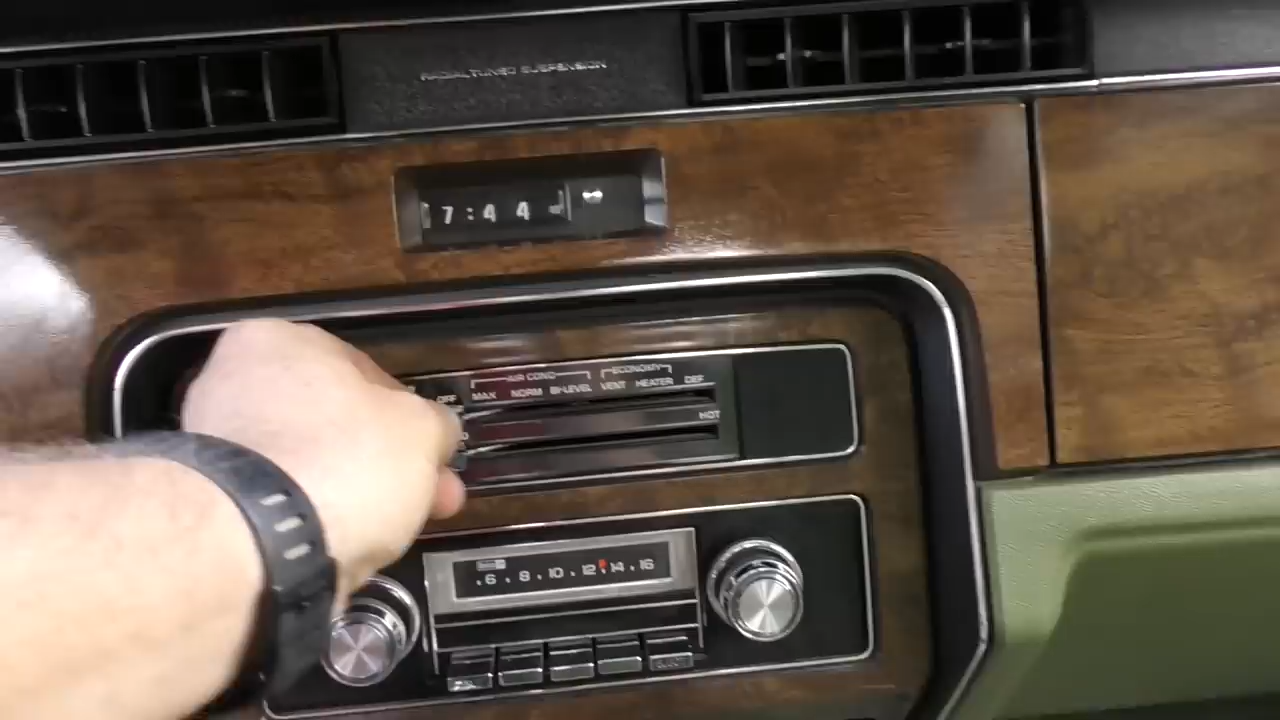 RADIAL TUNED SUSPENSION
7:44
AIR COND ECONOMY
OFF MAX NORM BI-LEVEL VENT HEATER DEF
HOT
.6 . 8 . 10 . 12 . 14 . 16